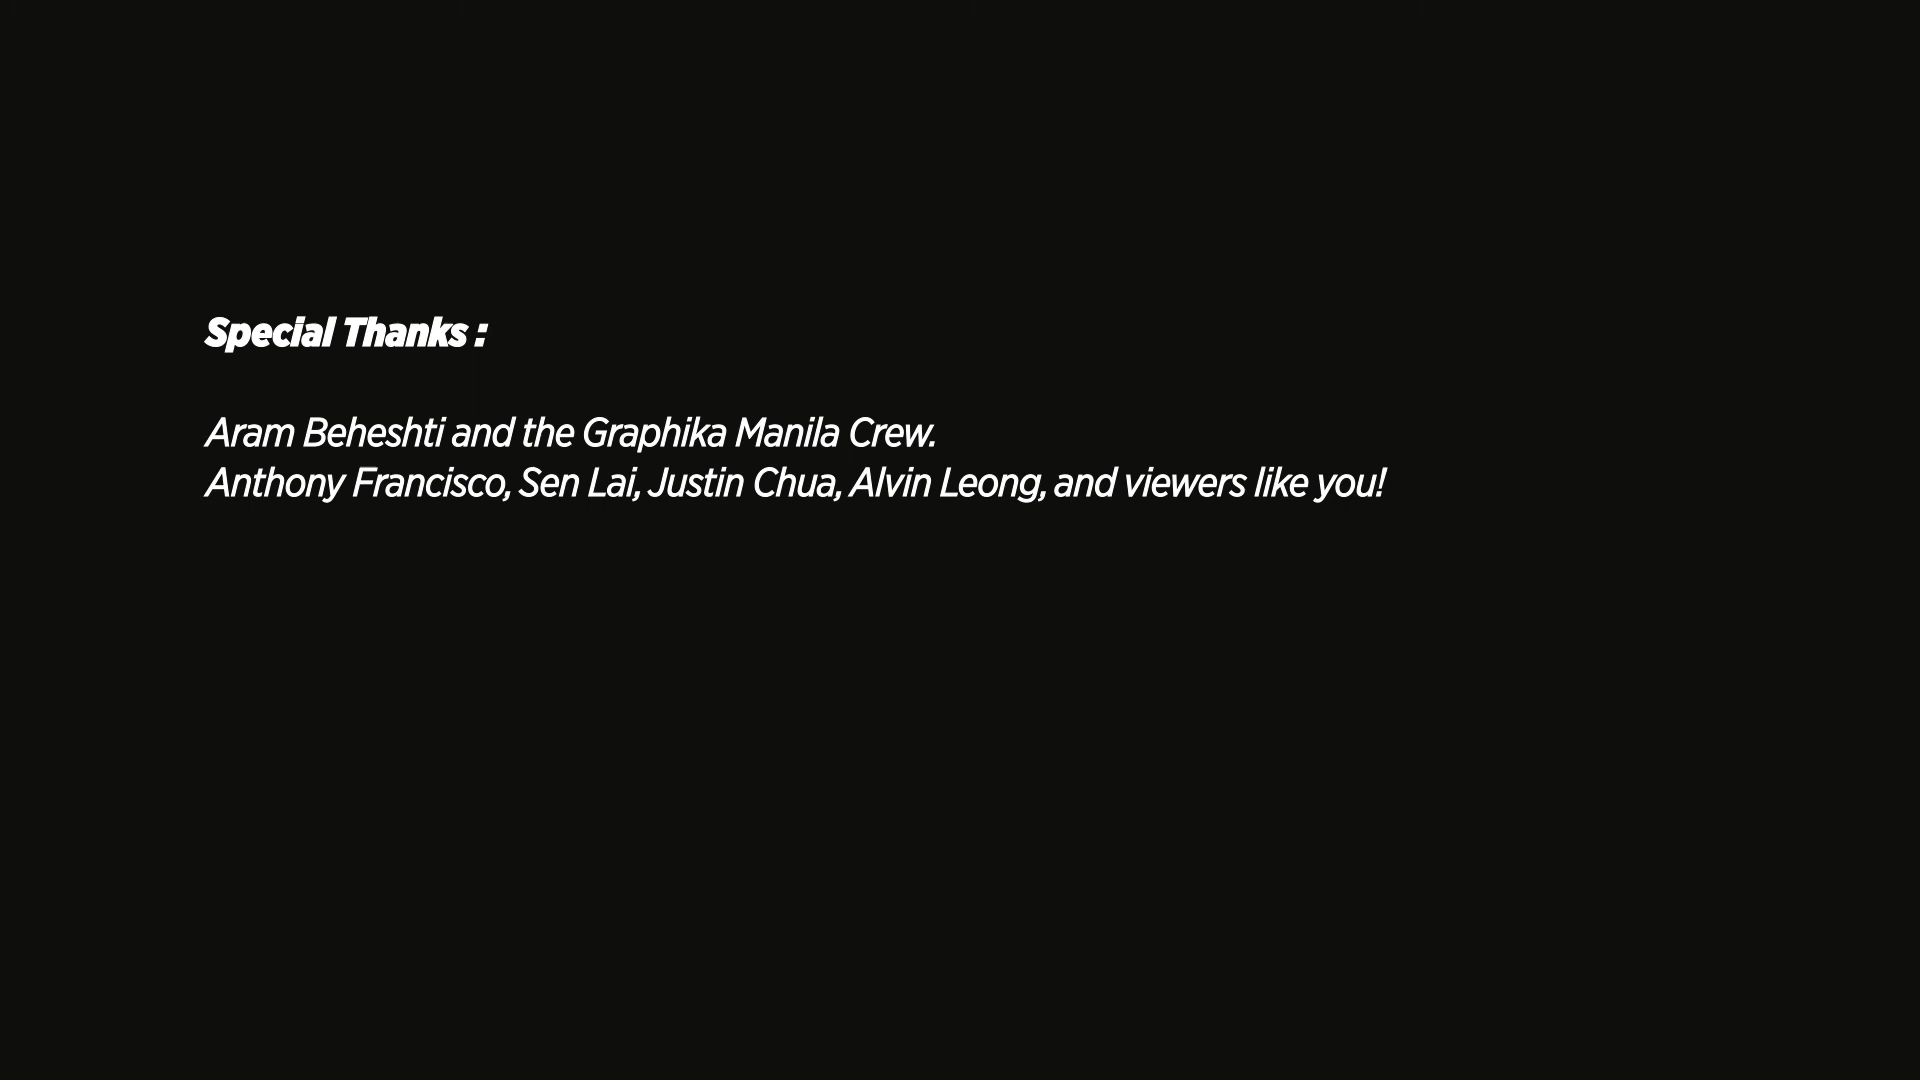 Special Thanks :
Aram Beheshti and the Graphika Manila Crew.
Anthony Francisco, Sen Lai, Justin Chua, Alvin Leong, and viewers like you!